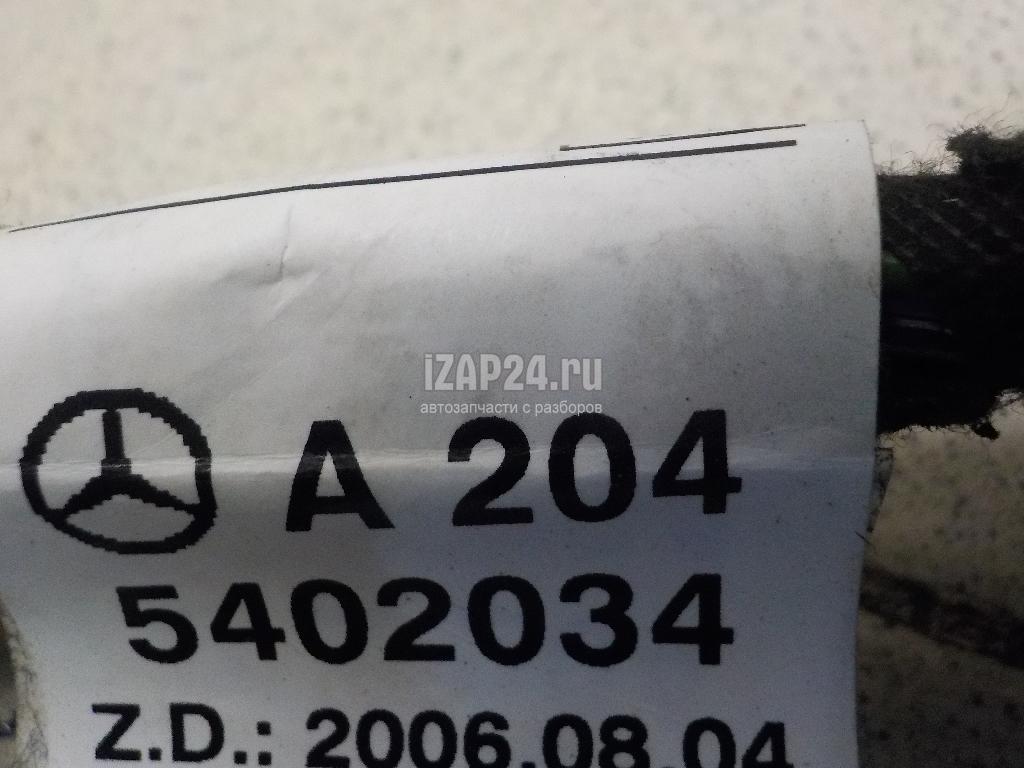 iZAP24.ru
автозапчасти с разборов
A 204
5402034
Z.D.: 2006.08.04